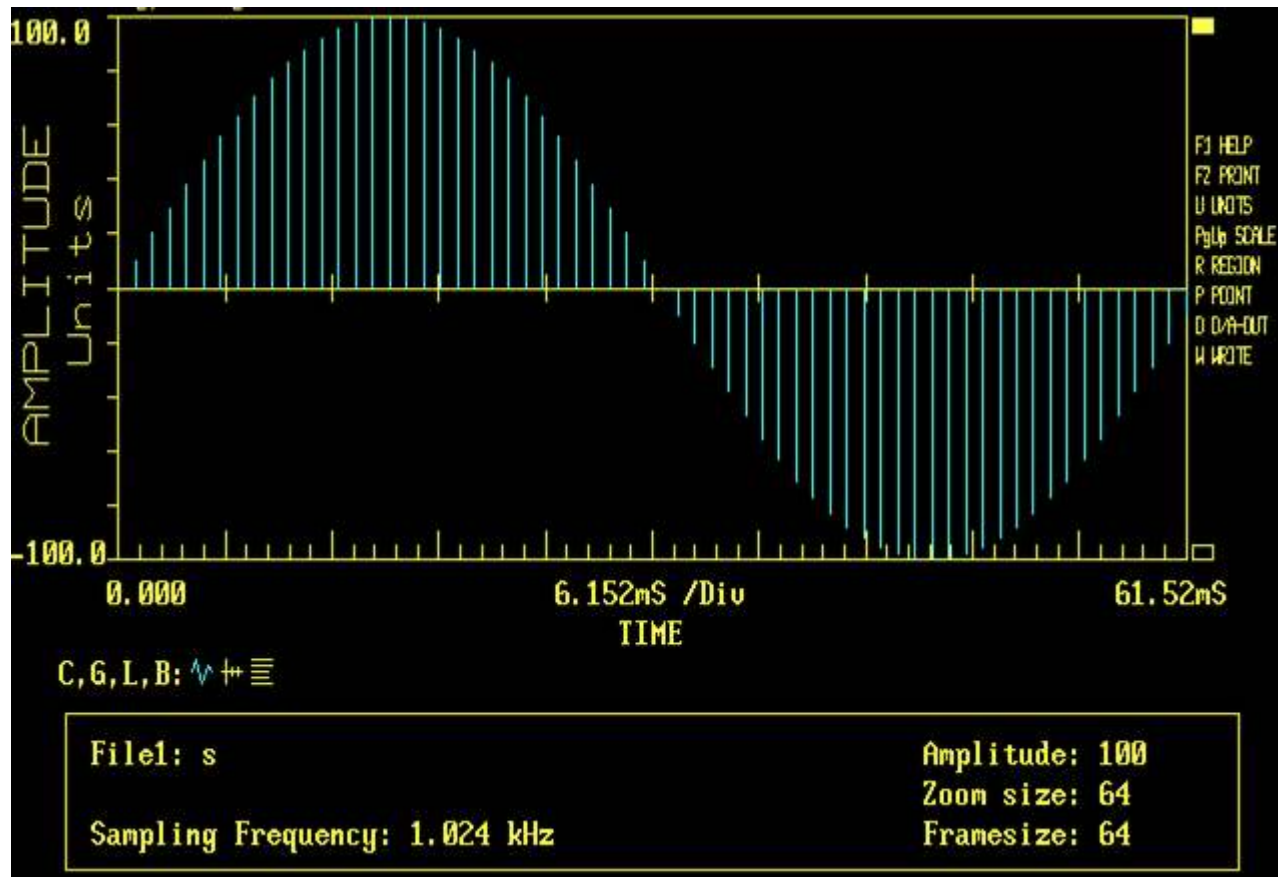 100.0
AMPLITUDE
Units
-100.0
0.000 6.152mS /Div 61.52mS
TIME
F1 HELP
F2 PRINT
U UNITS
PgUp SCALE
R REGION
P POINT
D D/A-OUT
W WRITE
C,G,L,B:
File1: s Amplitude: 100
Zoom size: 64
Sampling Frequency: 1.024 kHz Framesize: 64